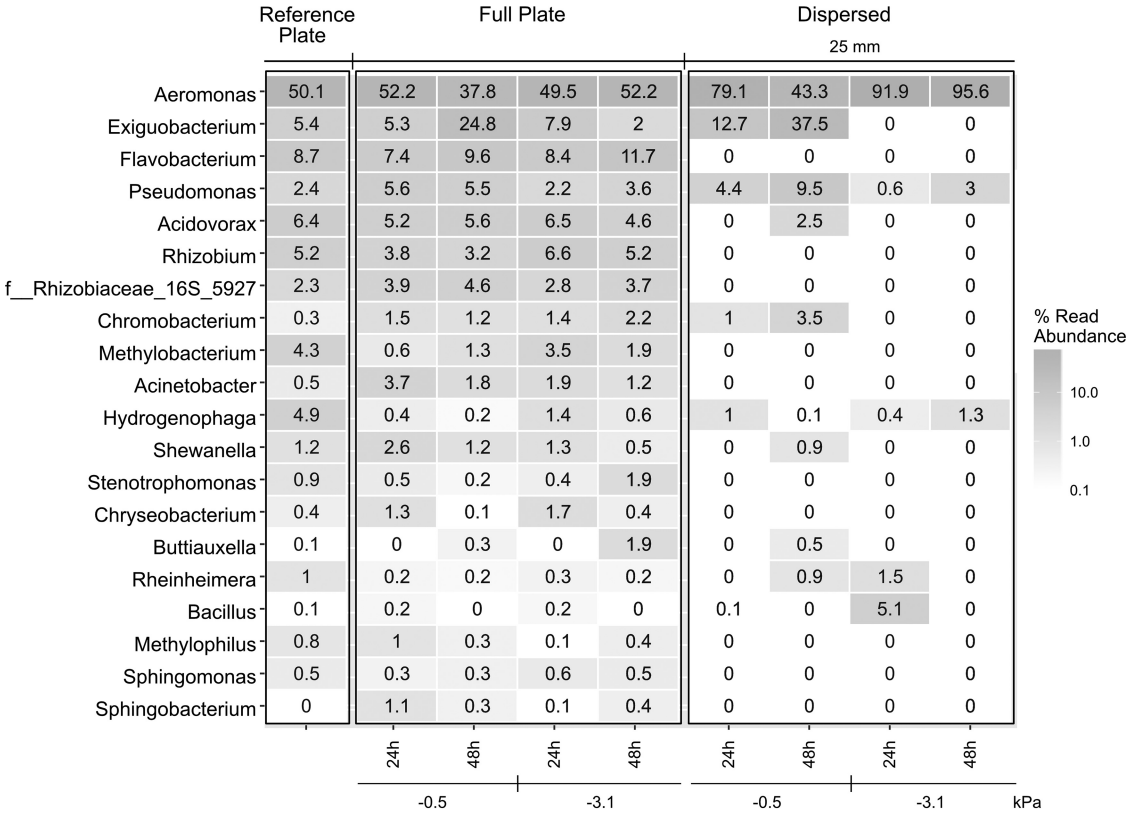 Reference Plate
Full Plate
Dispersed
25 mm
Aeromonas 50.1 52.2 37.8 49.5 52.2 79.1 43.3 91.9 95.6
Exiguobacterium 5.4 5.3 24.8 7.9 2 12.7 37.5 0 0
Flavobacterium 8.7 7.4 9.6 8.4 11.7 0 0 0 0
Pseudomonas 2.4 5.6 5.5 2.2 3.6 4.4 9.5 0.6 3
Acidovorax 6.4 5.2 5.6 6.5 4.6 0 2.5 0 0
Rhizobium 5.2 3.8 3.2 6.6 5.2 0 0 0 0
f__Rhizobiaceae_16S_5927 2.3 3.9 4.6 2.8 3.7 0 0 0 0
Chromobacterium 0.3 1.5 1.2 1.4 2.2 1 3.5 0 0
Methylobacterium 4.3 0.6 1.3 3.5 1.9 0 0 0 0
Acinetobacter 0.5 3.7 1.8 1.9 1.2 0 0 0 0
Hydrogenophaga 4.9 0.4 0.2 1.4 0.6 1 0.1 0.4 1.3
Shewanella 1.2 2.6 1.2 1.3 0.5 0 0.9 0 0
Stenotrophomonas 0.9 0.5 0.2 0.4 1.9 0 0 0 0
Chryseobacterium 0.4 1.3 0.1 1.7 0.4 0 0 0 0
Buttiauxella 0.1 0 0.3 0 1.9 0 0.5 0 0
Rheinheimera 1 0.2 0.2 0.3 0.2 0 0.9 1.5 0
Bacillus 0.1 0.2 0 0.2 0 0.1 0 5.1 0
Methylophilus 0.8 1 0.3 0.1 0.4 0 0 0 0
Sphingomonas 0.5 0.3 0.3 0.6 0.5 0 0 0 0
Sphingobacterium 0 1.1 0.3 0.1 0.4 0 0 0 0
24h 48h 24h 48h 24h 48h 24h 48h
-0.5 -3.1 -0.5 -3.1 kPa
% Read
Abundance
10.0
1.0
0.1